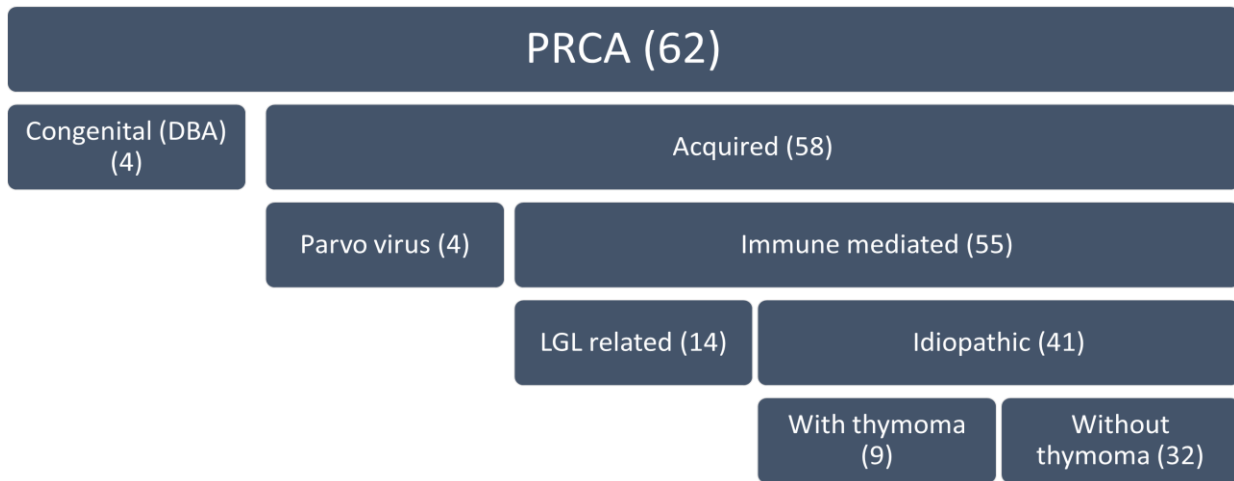 PRCA (62)
Congenital (DBA)
(4)
Acquired (58)
Parvo virus (4)
Immune mediated (55)
LGL related (14)
Idiopathic (41)
With thymoma
(9)
Without
thymoma (32)